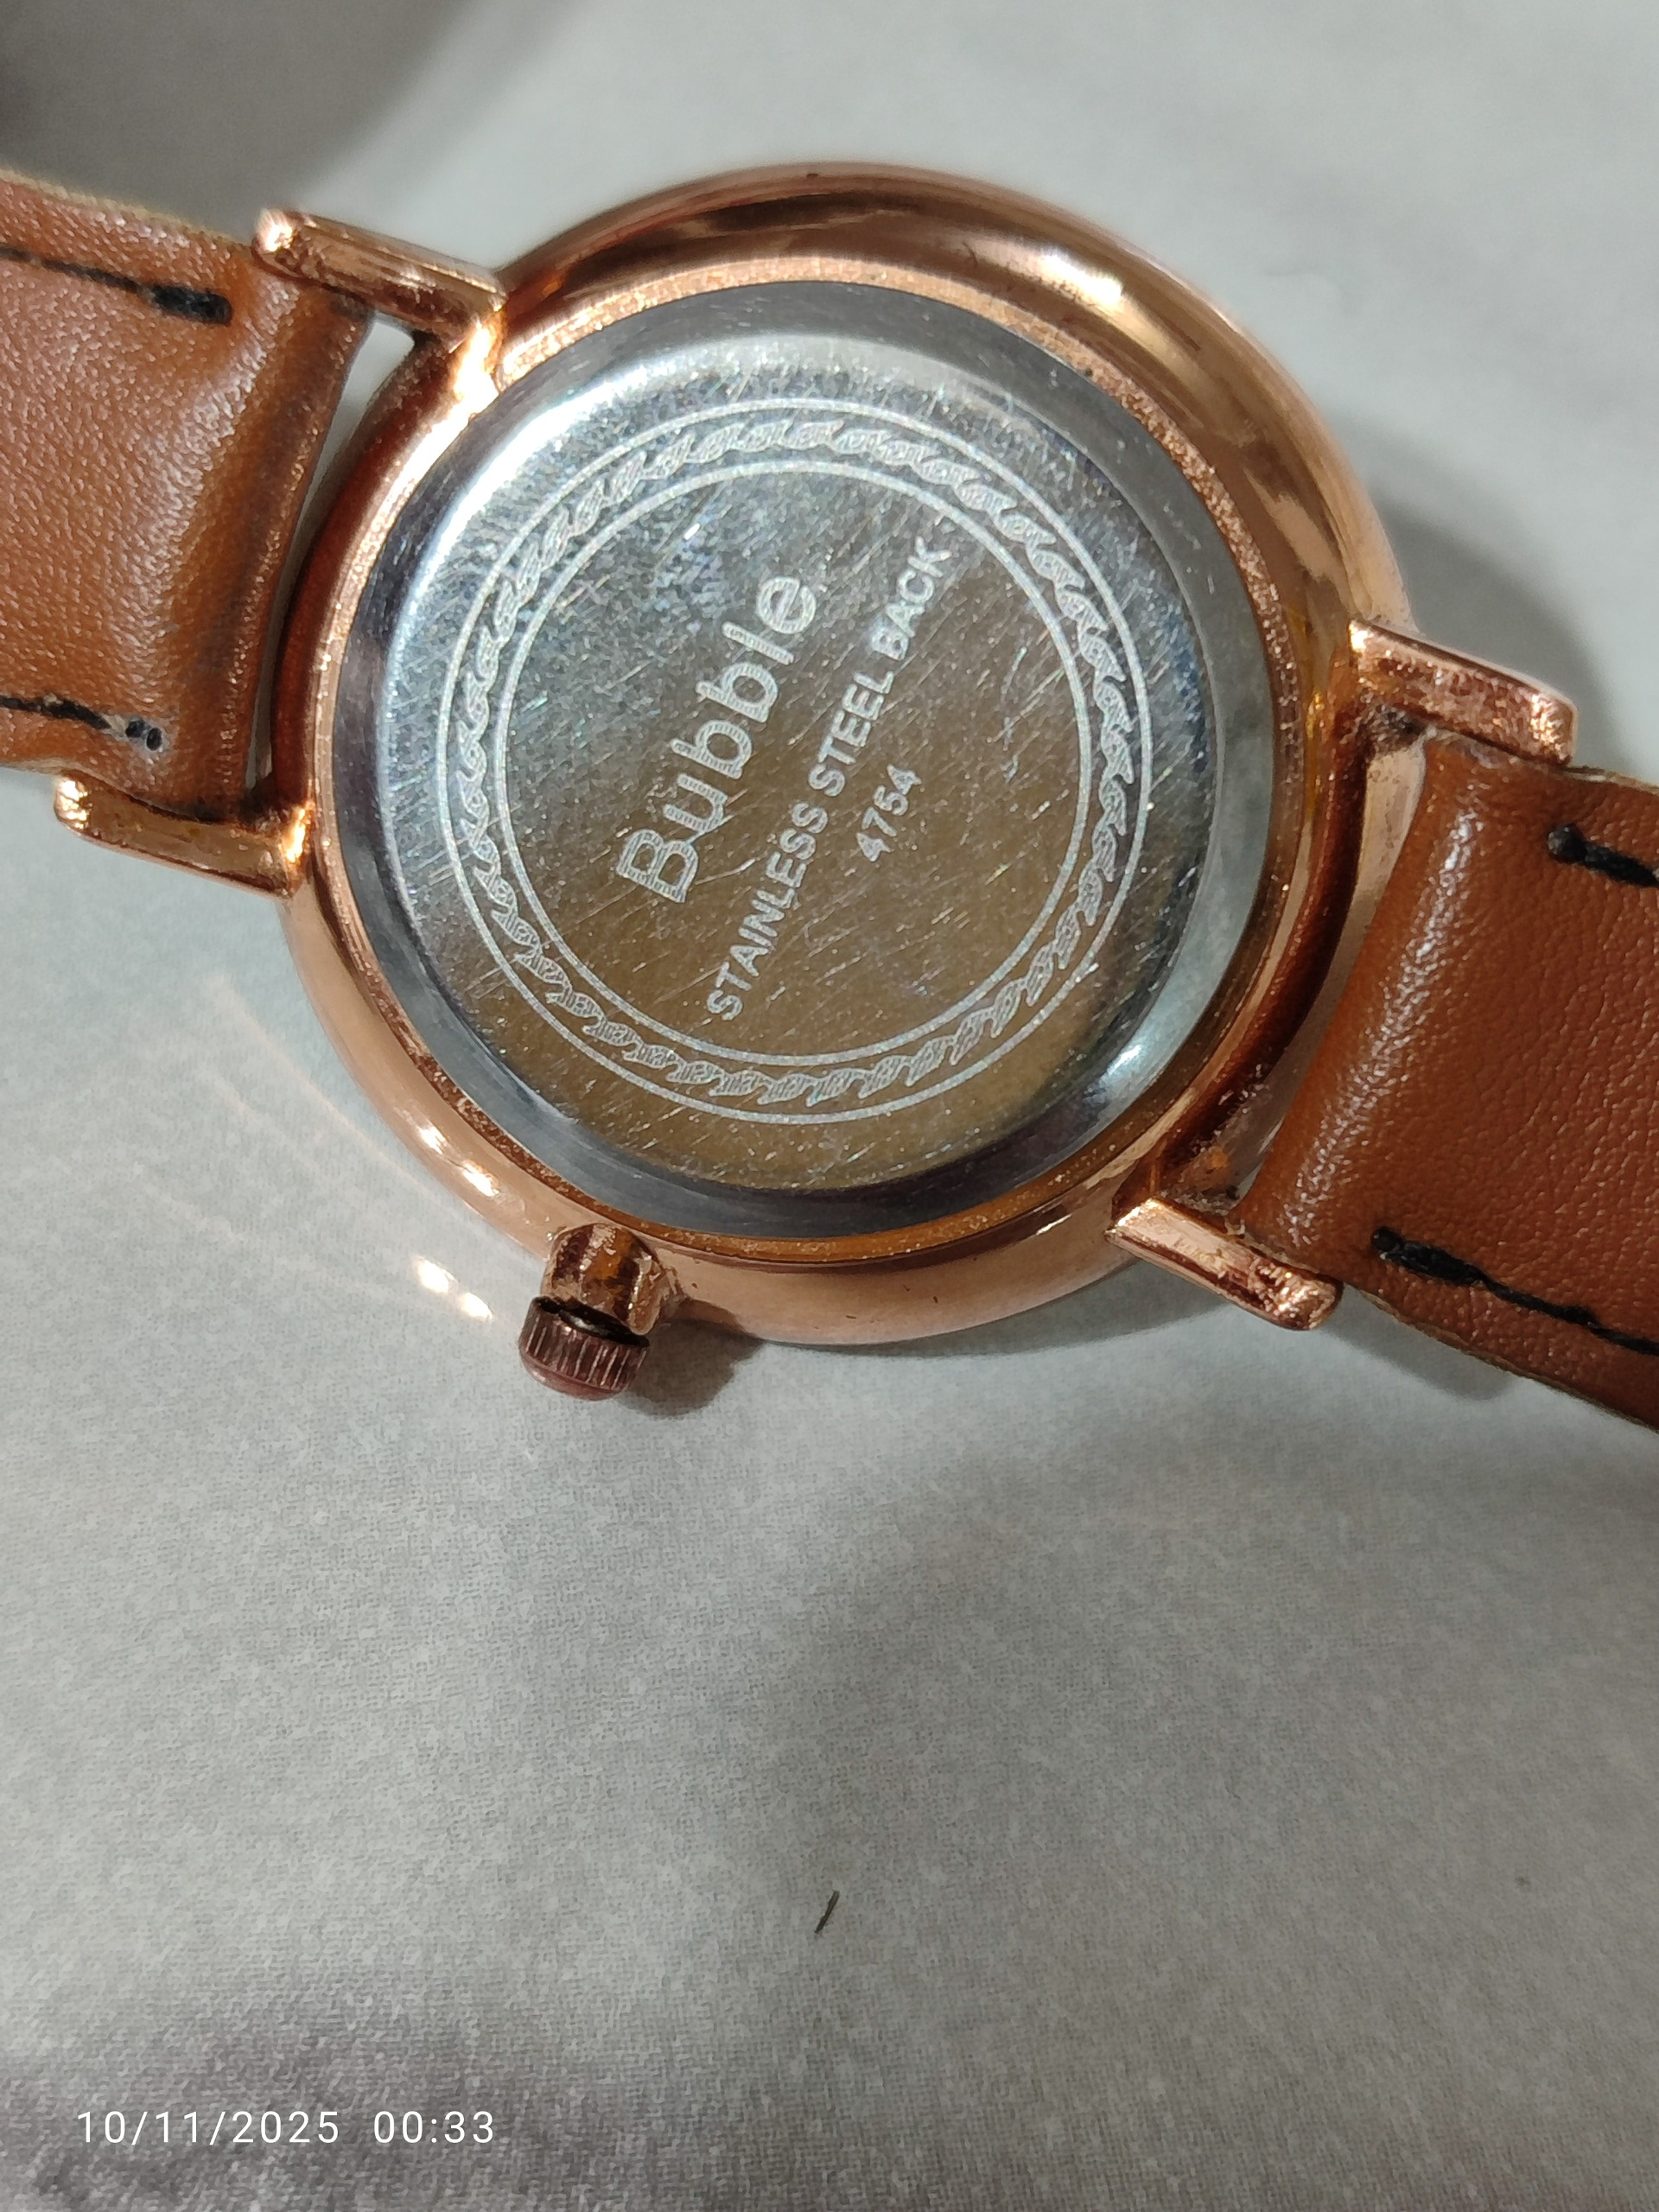 Bubble
STAINLESS STEEL BACK
4754
10/11/2025 00:33